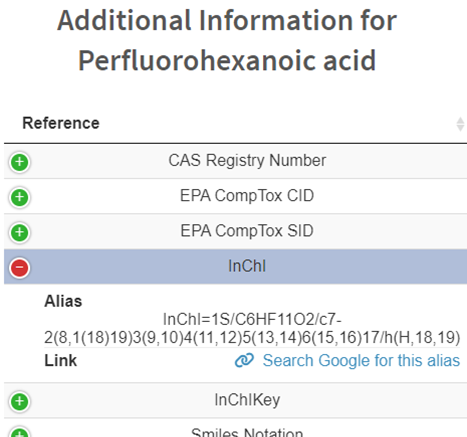 Additional Information for
Perfluorohexanoic acid
Reference
CAS Registry Number
EPA CompTox CID
EPA CompTox SID
InChI
Alias
InChI=1S/C6HF11O2/c7-
2(8,1(18)19)3(9,10)4(11,12)5(13,14)6(15,16)17/h(H,18,19)
Link Search Google for this alias
InChIKey
Smiles Notation